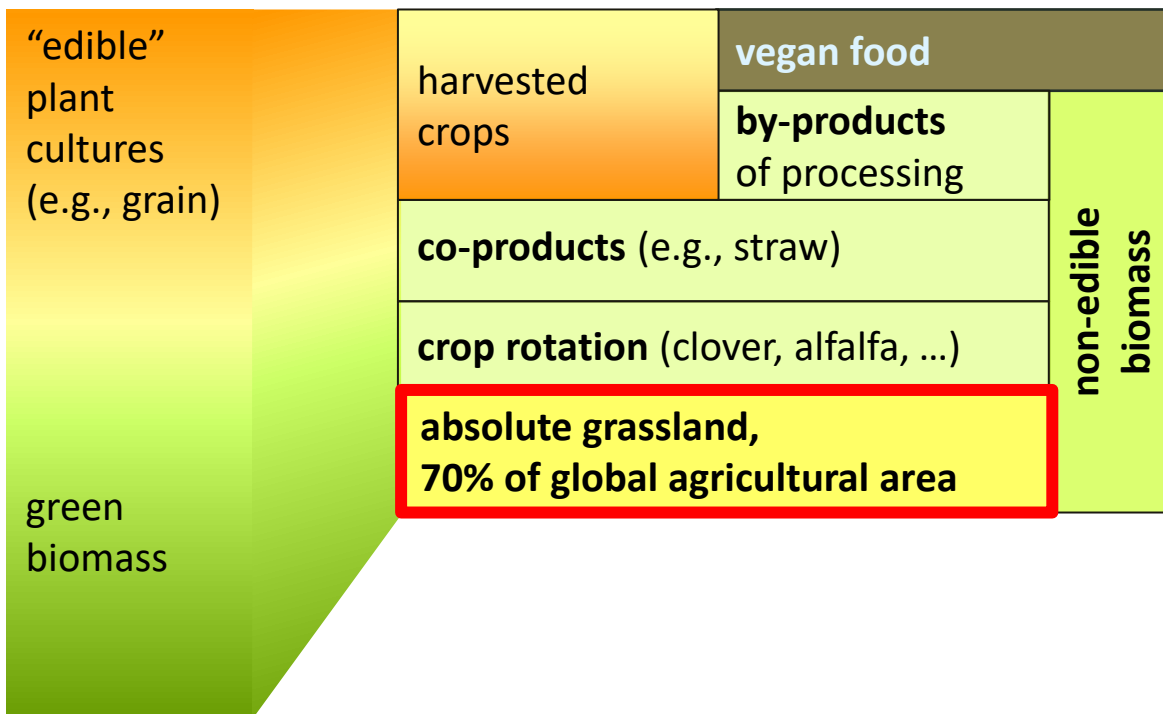 “edible”
plant
cultures
(e.g., grain)
green
biomass
harvested
crops
vegan food
by-products
of processing
co-products (e.g., straw)
crop rotation (clover, alfalfa, …)
absolute grassland,
70% of global agricultural area
non-edible
biomass